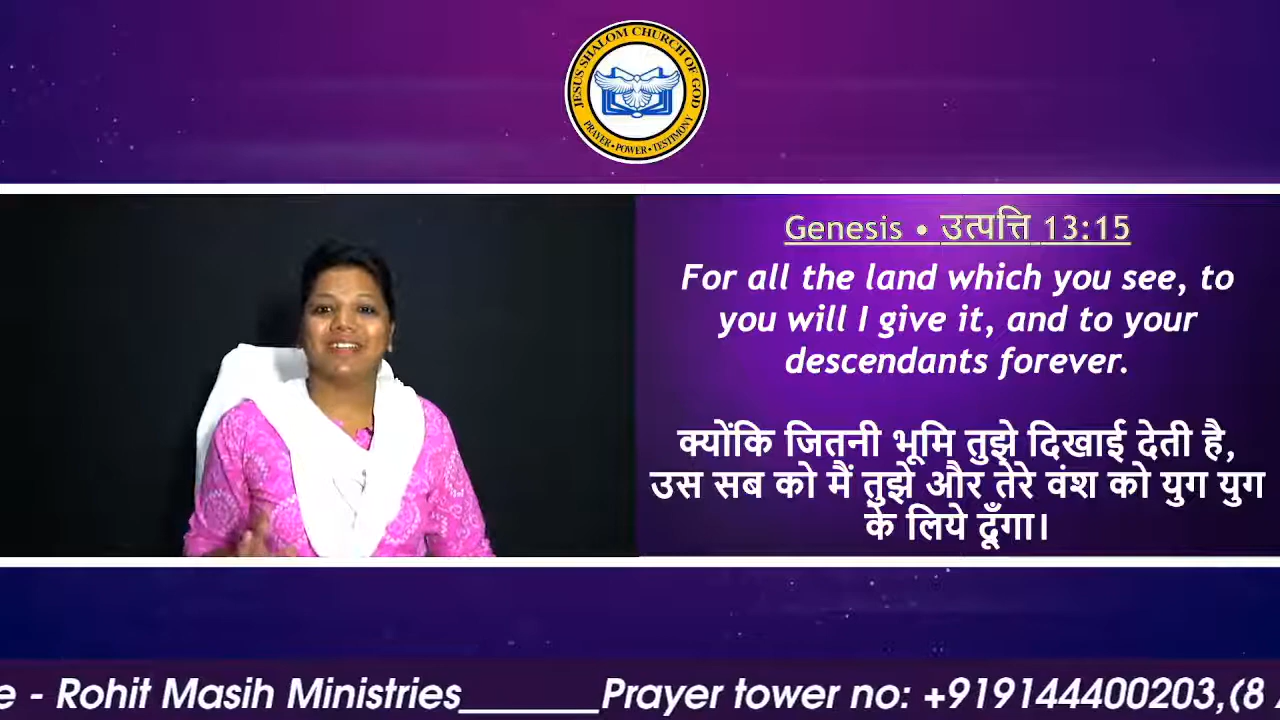 JESUS SHALOM CHURCH OF GOD
PRAYER • POWER • TESTIMONY
Genesis • उत्पत्ति 13:15
For all the land which you see, to
you will I give it, and to your
descendants forever.
क्योंकि जितनी भूमि तुझे दिखाई देती है,
उस सब को मैं तुझे और तेरे वंश को युग युग
के लिये दूँगा।
e - Rohit Masih Ministries______Prayer tower no: +919144400203,(8